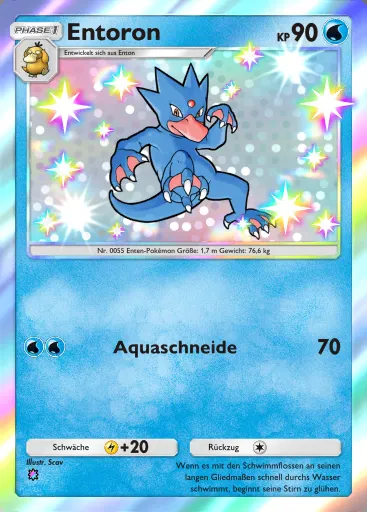 PHASE 1
Entoron
KP 90
Entwickelt sich aus Enton
Nr. 0055 Enten-Pokémon Größe: 1,7 m Gewicht: 76,6 kg
Aquaschneide 70
Schwäche +20
Rückzug
Illustr. Scav
Wenn es mit den Schwimmflossen an seinen
langen Gliedmaßen schnell durchs Wasser
schwimmt, beginnt seine Stirn zu glühen.